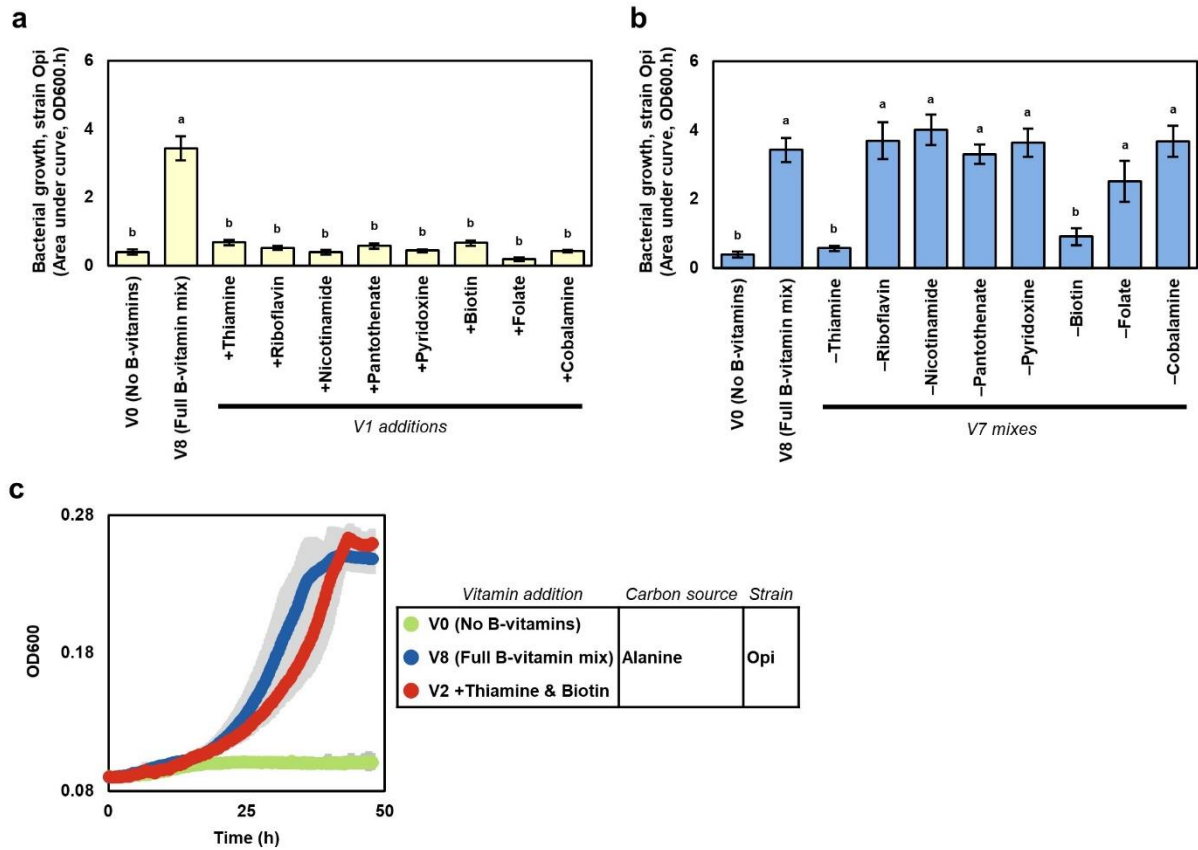 a
Bacterial growth, strain Opi
(Area under curve, OD600.h)
6
4
2
0
b
a
b
b
b
b
b
b
b
b
V0 (No B-vitamins)
V8 (Full B-vitamin mix)
+Thiamine
+Riboflavin
+Nicotinamide
+Pantothenate
+Pyridoxine
+Biotin
+Folate
+Cobalamine
V1 additions
b
Bacterial growth, strain Opi
(Area under curve, OD600.h)
6
4
2
0
b
a
b
a
a
a
a
b
a
a
V0 (No B-vitamins)
V8 (Full B-vitamin mix)
–Thiamine
–Riboflavin
–Nicotinamide
–Pantothenate
–Pyridoxine
–Biotin
–Folate
–Cobalamine
V7 mixes
c
OD600
0.28
0.18
0.08
0
25
50
Time (h)
Vitamin addition Carbon source Strain
V0 (No B-vitamins)
V8 (Full B-vitamin mix) Alanine Opi
V2 +Thiamine & Biotin